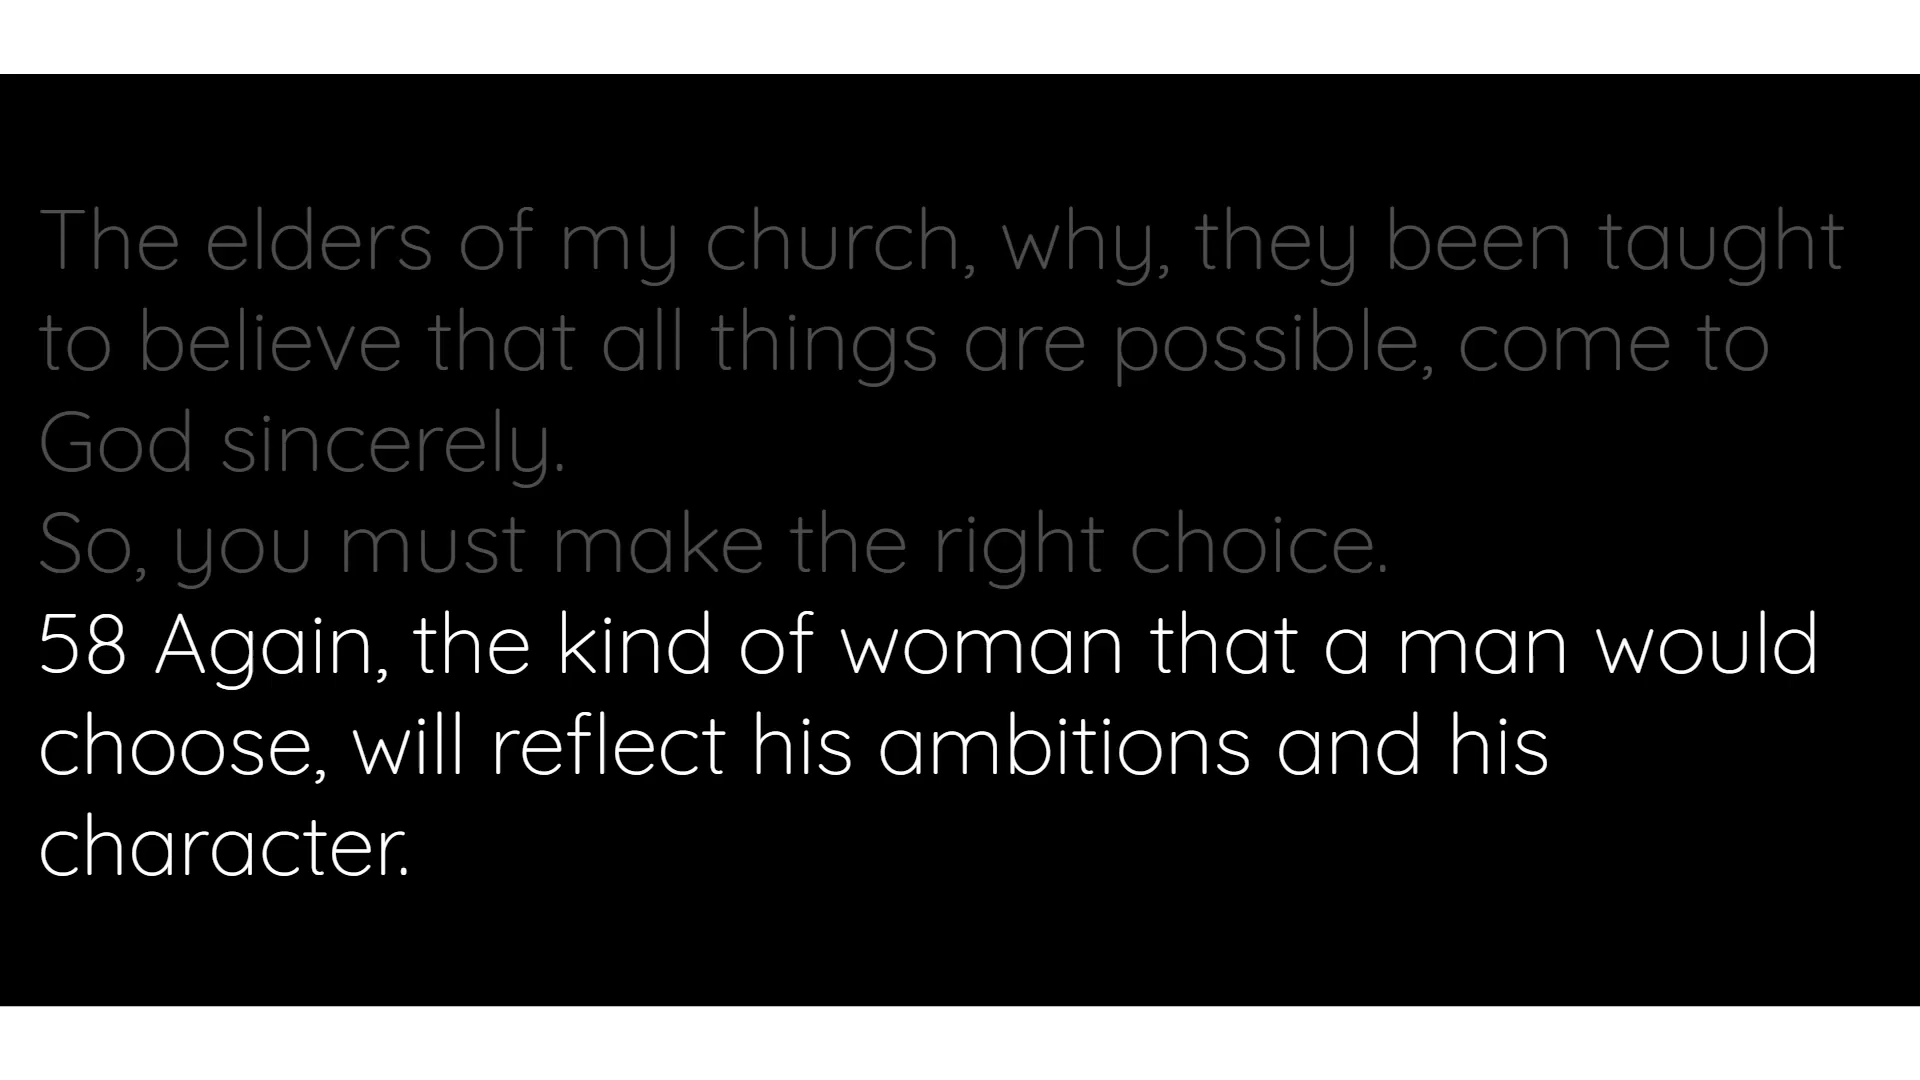 The elders of my church, why, they been taught
to believe that all things are possible, come to
God sincerely.
So, you must make the right choice.
58 Again, the kind of woman that a man would
choose, will reflect his ambitions and his
character.